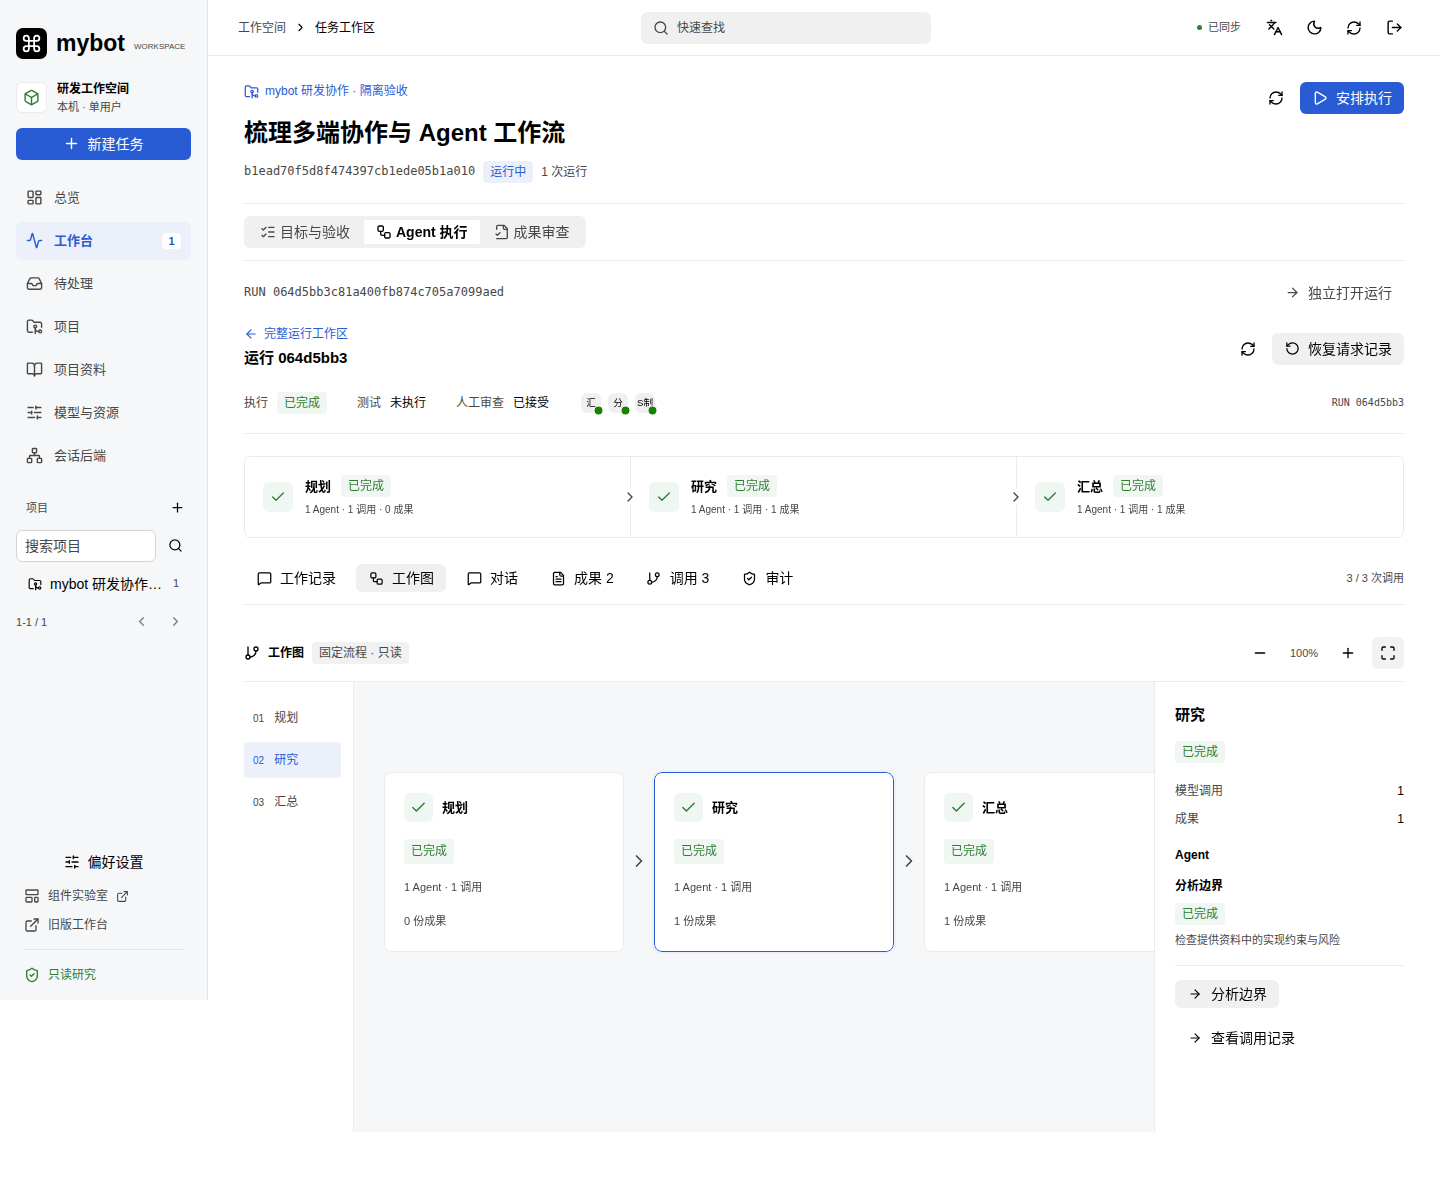 mybot WORKSPACE
研发工作空间
本机 · 单用户
新建任务
总览
工作台 1
待处理
项目
项目资料
模型与资源
会话后端
项目
搜索项目
mybot 研发协作… 1
1-1 / 1
偏好设置
组件实验室
旧版工作台
只读研究
工作空间 任务工作区
快速查找
已同步
mybot 研发协作 · 隔离验收
安排执行
梳理多端协作与 Agent 工作流
b1ead70f5d8f474397cb1ede05b1a010 运行中 1 次运行
目标与验收 Agent 执行 成果审查
RUN 064d5bb3c81a400fb874c705a7099aed
独立打开运行
完整运行工作区
运行 064d5bb3
恢复请求记录
执行 已完成 测试 未执行 人工审查 已接受 汇 分 S制
RUN 064d5bb3
规划 已完成
1 Agent · 1 调用 · 0 成果
研究 已完成
1 Agent · 1 调用 · 1 成果
汇总 已完成
1 Agent · 1 调用 · 1 成果
工作记录 工作图 对话 成果 2 调用 3 审计
3 / 3 次调用
工作图 固定流程 · 只读
100%
01 规划
02 研究
03 汇总
规划
已完成
1 Agent · 1 调用
0 份成果
研究
已完成
1 Agent · 1 调用
1 份成果
汇总
已完成
1 Agent · 1 调用
1 份成果
研究
已完成
模型调用 1
成果 1
Agent
分析边界
已完成
检查提供资料中的实现约束与风险
分析边界
查看调用记录